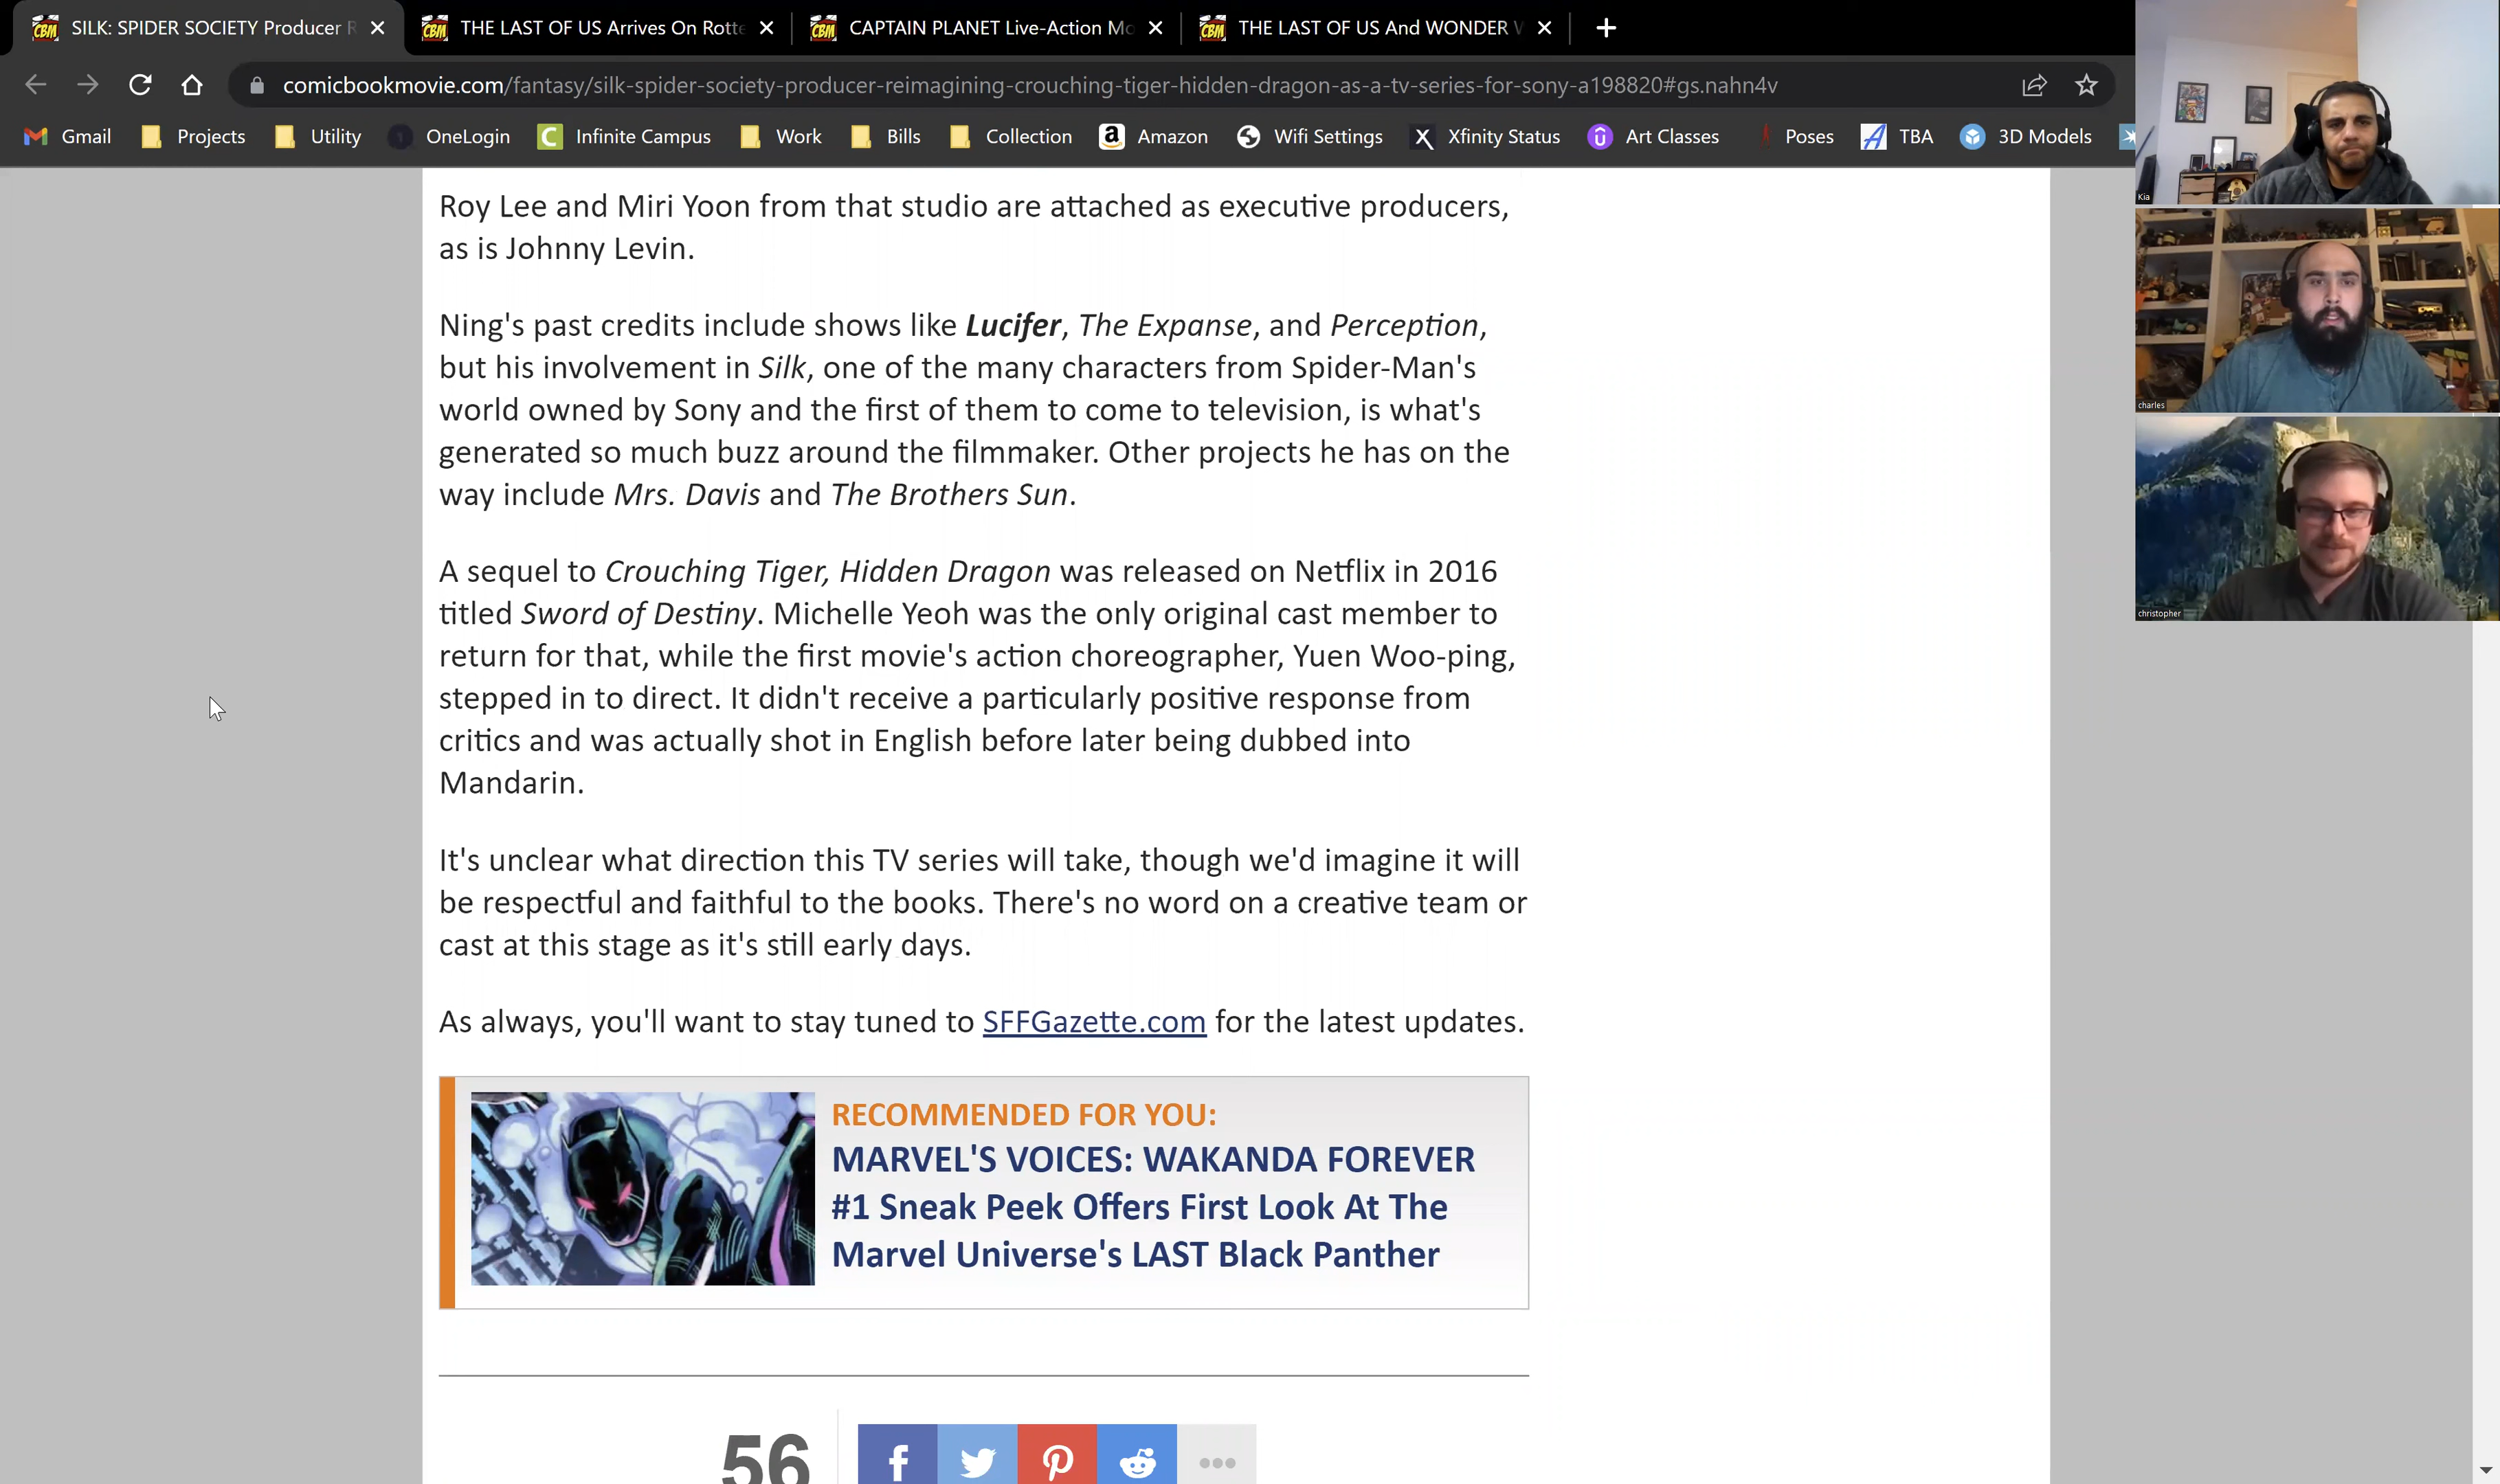 SILK: SPIDER SOCIETY Producer R
THE LAST OF US Arrives On Rotte
CAPTAIN PLANET Live-Action Mo
THE LAST OF US And WONDER W
comicbookmovie.com/fantasy/silk-spider-society-producer-reimagining-crouching-tiger-hidden-dragon-as-a-tv-series-for-sony-a198820#gs.nahn4v
Gmail Projects Utility OneLogin Infinite Campus Work Bills Collection Amazon Wifi Settings Xfinity Status Art Classes Poses TBA 3D Models
Kia
charles
christopher
Roy Lee and Miri Yoon from that studio are attached as executive producers,
as is Johnny Levin.
Ning's past credits include shows like Lucifer, The Expanse, and Perception,
but his involvement in Silk, one of the many characters from Spider-Man's
world owned by Sony and the first of them to come to television, is what's
generated so much buzz around the filmmaker. Other projects he has on the
way include Mrs. Davis and The Brothers Sun.
A sequel to Crouching Tiger, Hidden Dragon was released on Netflix in 2016
titled Sword of Destiny. Michelle Yeoh was the only original cast member to
return for that, while the first movie's action choreographer, Yuen Woo-ping,
stepped in to direct. It didn't receive a particularly positive response from
critics and was actually shot in English before later being dubbed into
Mandarin.
It's unclear what direction this TV series will take, though we'd imagine it will
be respectful and faithful to the books. There's no word on a creative team or
cast at this stage as it's still early days.
As always, you'll want to stay tuned to SFFGazette.com for the latest updates.
RECOMMENDED FOR YOU:
MARVEL'S VOICES: WAKANDA FOREVER
#1 Sneak Peek Offers First Look At The
Marvel Universe's LAST Black Panther
56